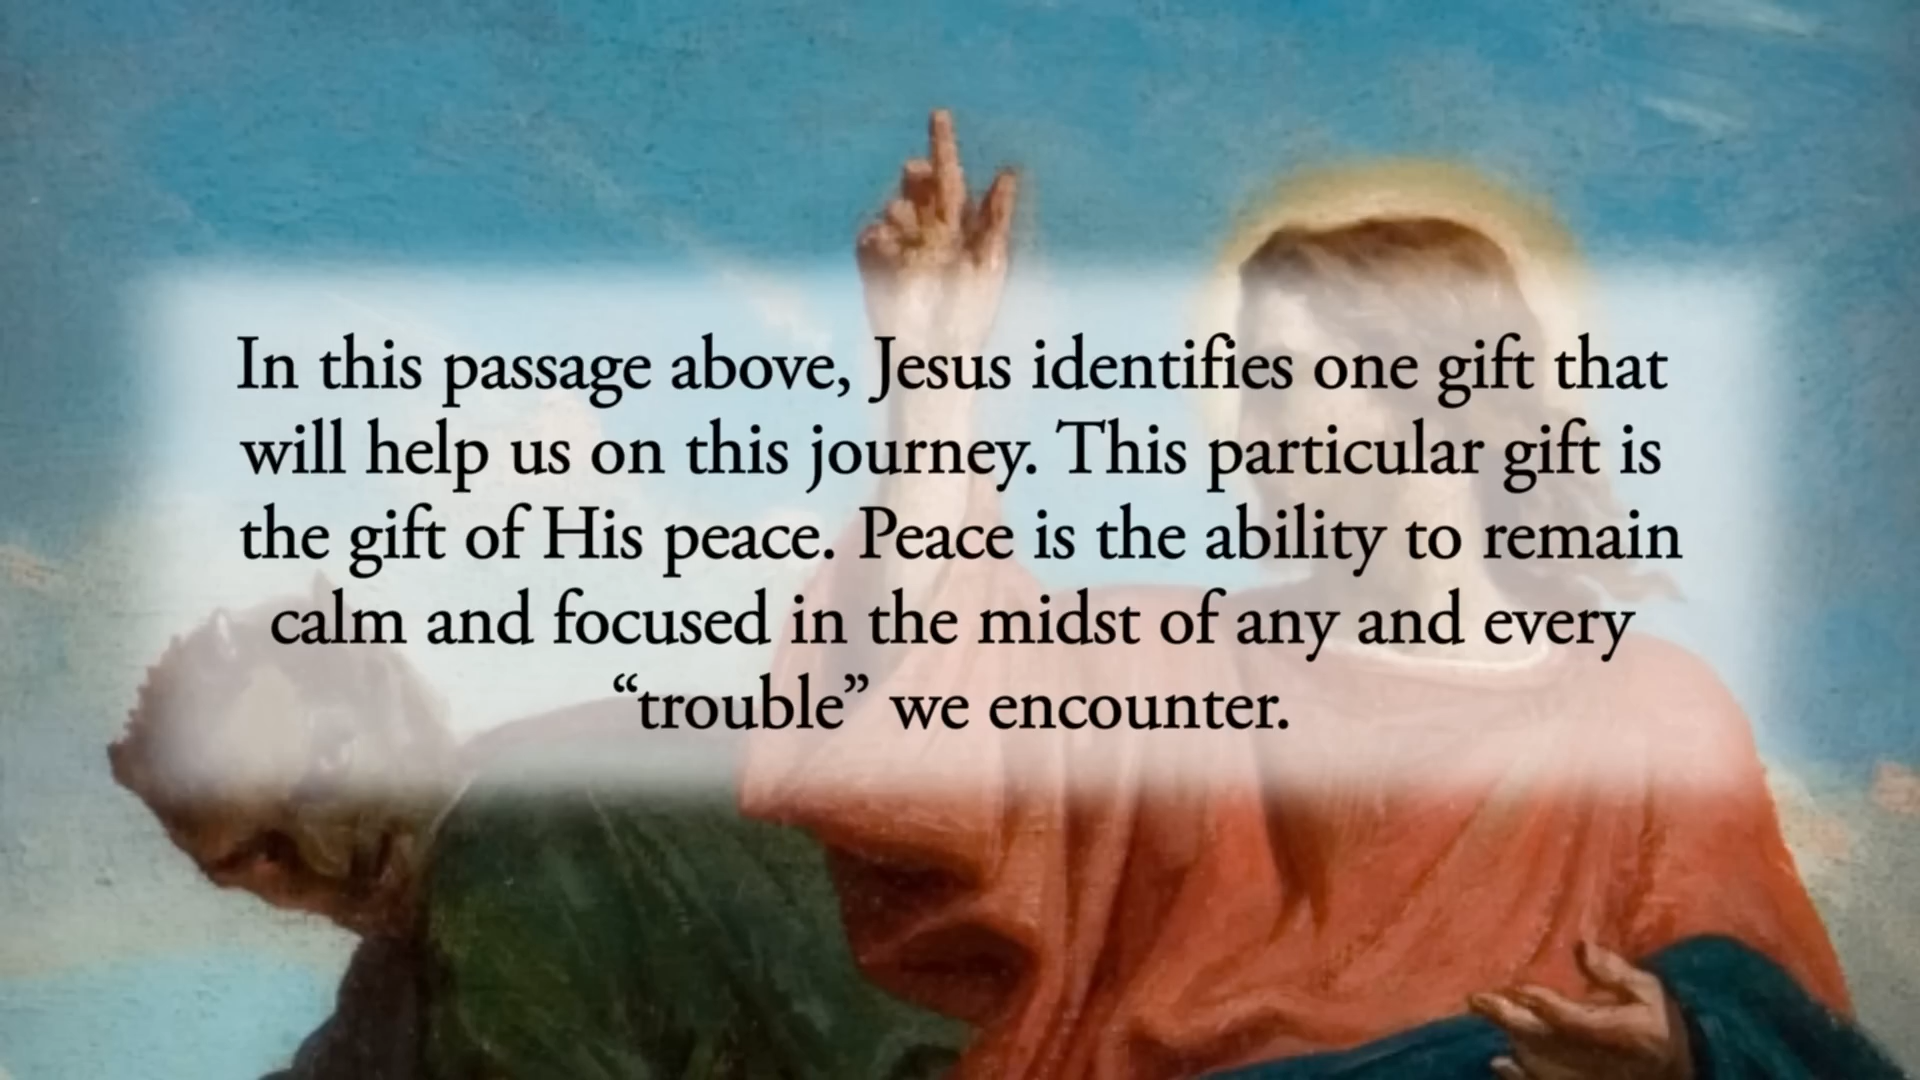 In this passage above, Jesus identifies one gift that
will help us on this journey. This particular gift is
the gift of His peace. Peace is the ability to remain
calm and focused in the midst of any and every
“trouble” we encounter.